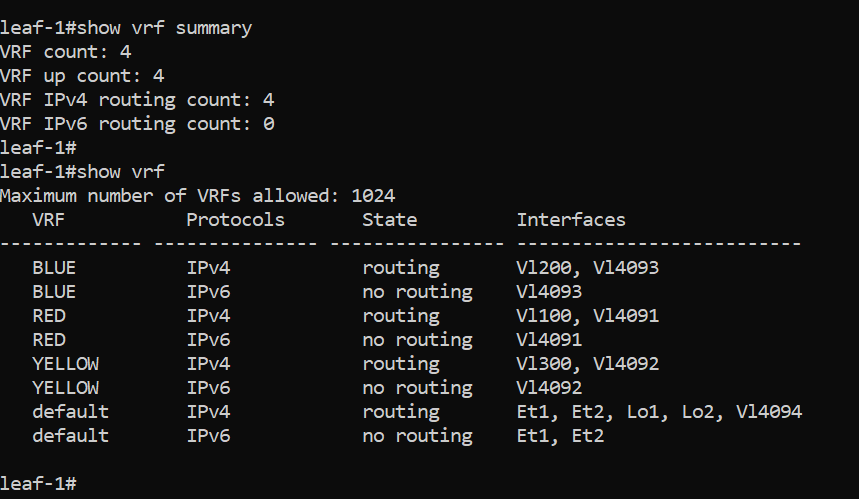 leaf-1#show vrf summary
VRF count: 4
VRF up count: 4
VRF IPv4 routing count: 4
VRF IPv6 routing count: 0
leaf-1#
leaf-1#show vrf
Maximum number of VRFs allowed: 1024
   VRF           Protocols       State         Interfaces
------------- --------------- ---------------- --------------------------
   BLUE          IPv4            routing       Vl200, Vl4093
   BLUE          IPv6            no routing    Vl4093
   RED           IPv4            routing       Vl100, Vl4091
   RED           IPv6            no routing    Vl4091
   YELLOW        IPv4            routing       Vl300, Vl4092
   YELLOW        IPv6            no routing    Vl4092
   default       IPv4            routing       Et1, Et2, Lo1, Lo2, Vl4094
   default       IPv6            no routing    Et1, Et2

leaf-1#